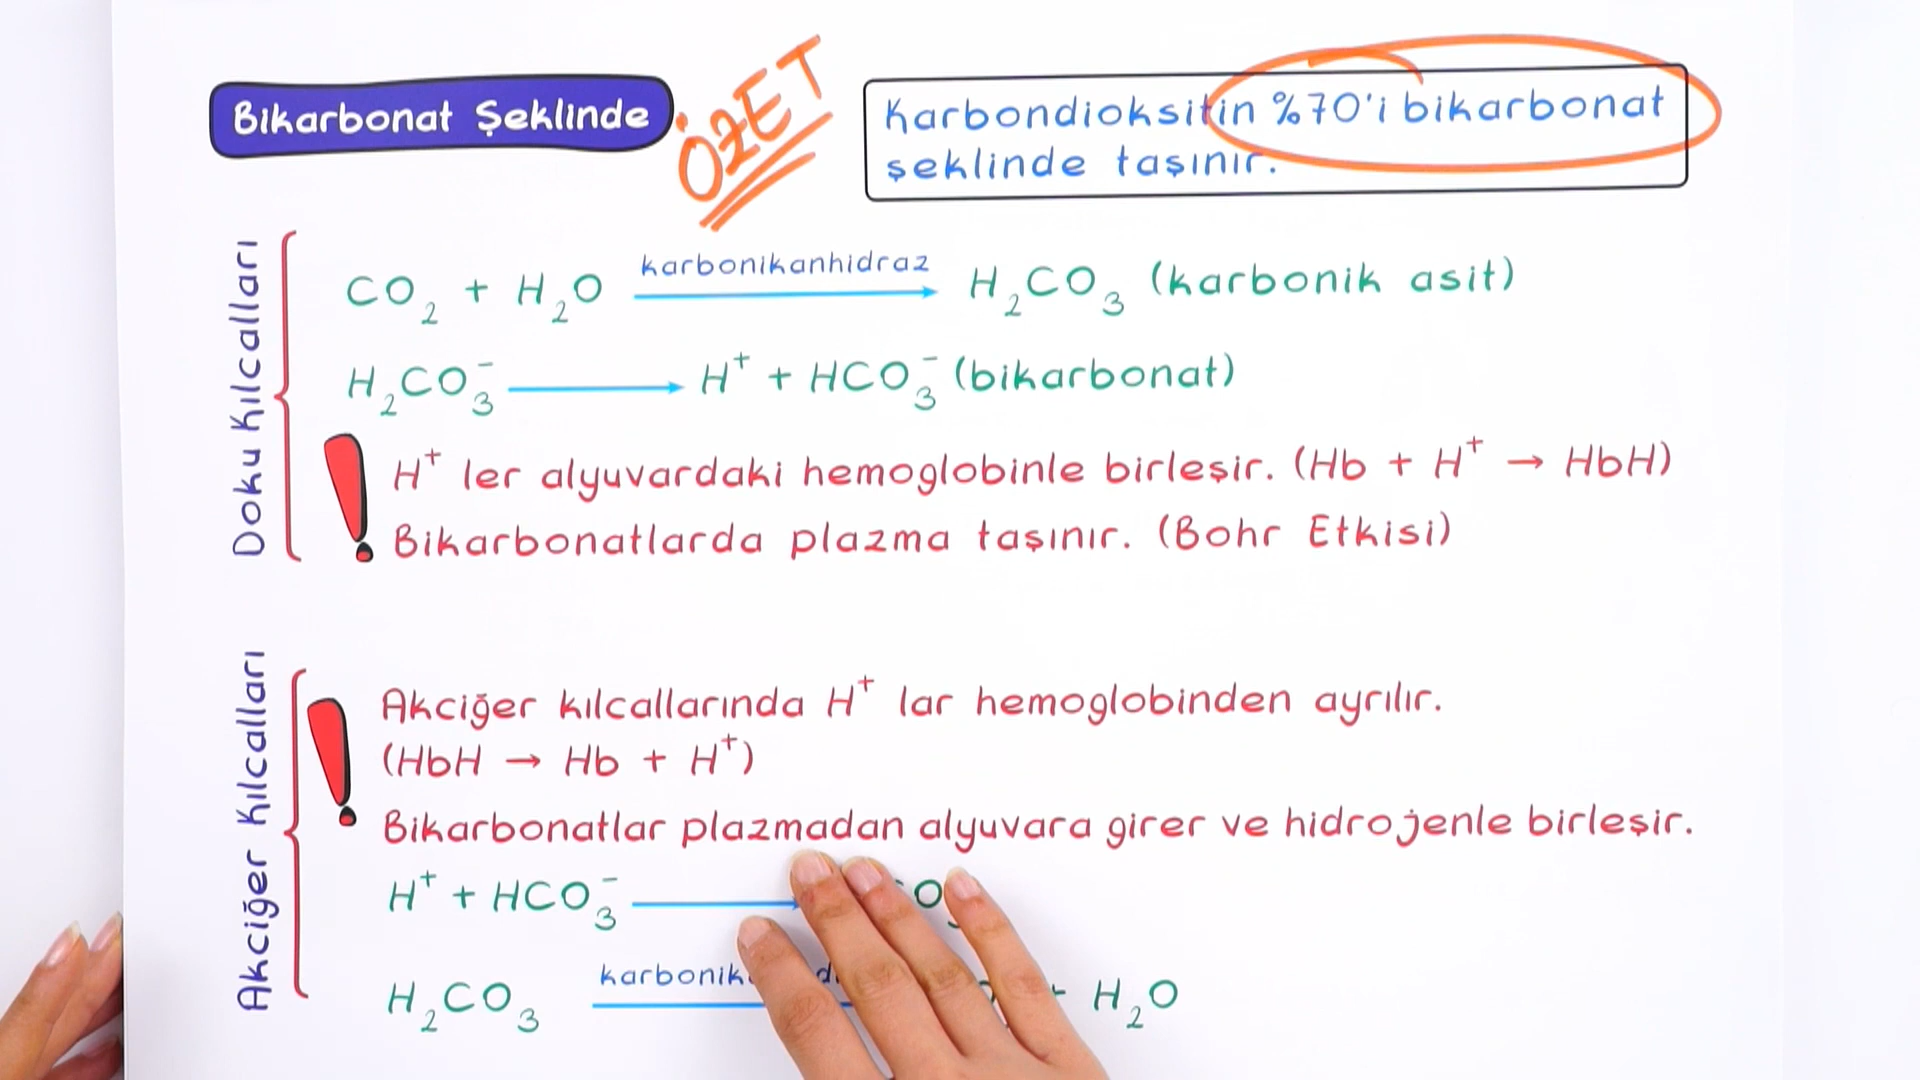 Bikarbonat Şeklinde
ÖZET
Karbondioksitin %70'i bikarbonat
şeklinde taşınır.
Doku Kılcalları
CO₂ + H₂O karbonikanhidraz → H₂CO₃ (karbonik asit)
H₂CO₃⁻ → H⁺ + HCO₃⁻ (bikarbonat)
! H⁺ ler alyuvardaki hemoglobinle birleşir. (Hb + H⁺ → HbH)
Bikarbonatlarda plazma taşınır. (Bohr Etkisi)
Akciğer Kılcalları
! Akciğer kılcallarında H⁺ lar hemoglobinden ayrılır.
(HbH → Hb + H⁺)
Bikarbonatlar plazmadan alyuvara girer ve hidrojenle birleşir.
H⁺ + HCO₃⁻ →
H₂CO₃ + H₂O